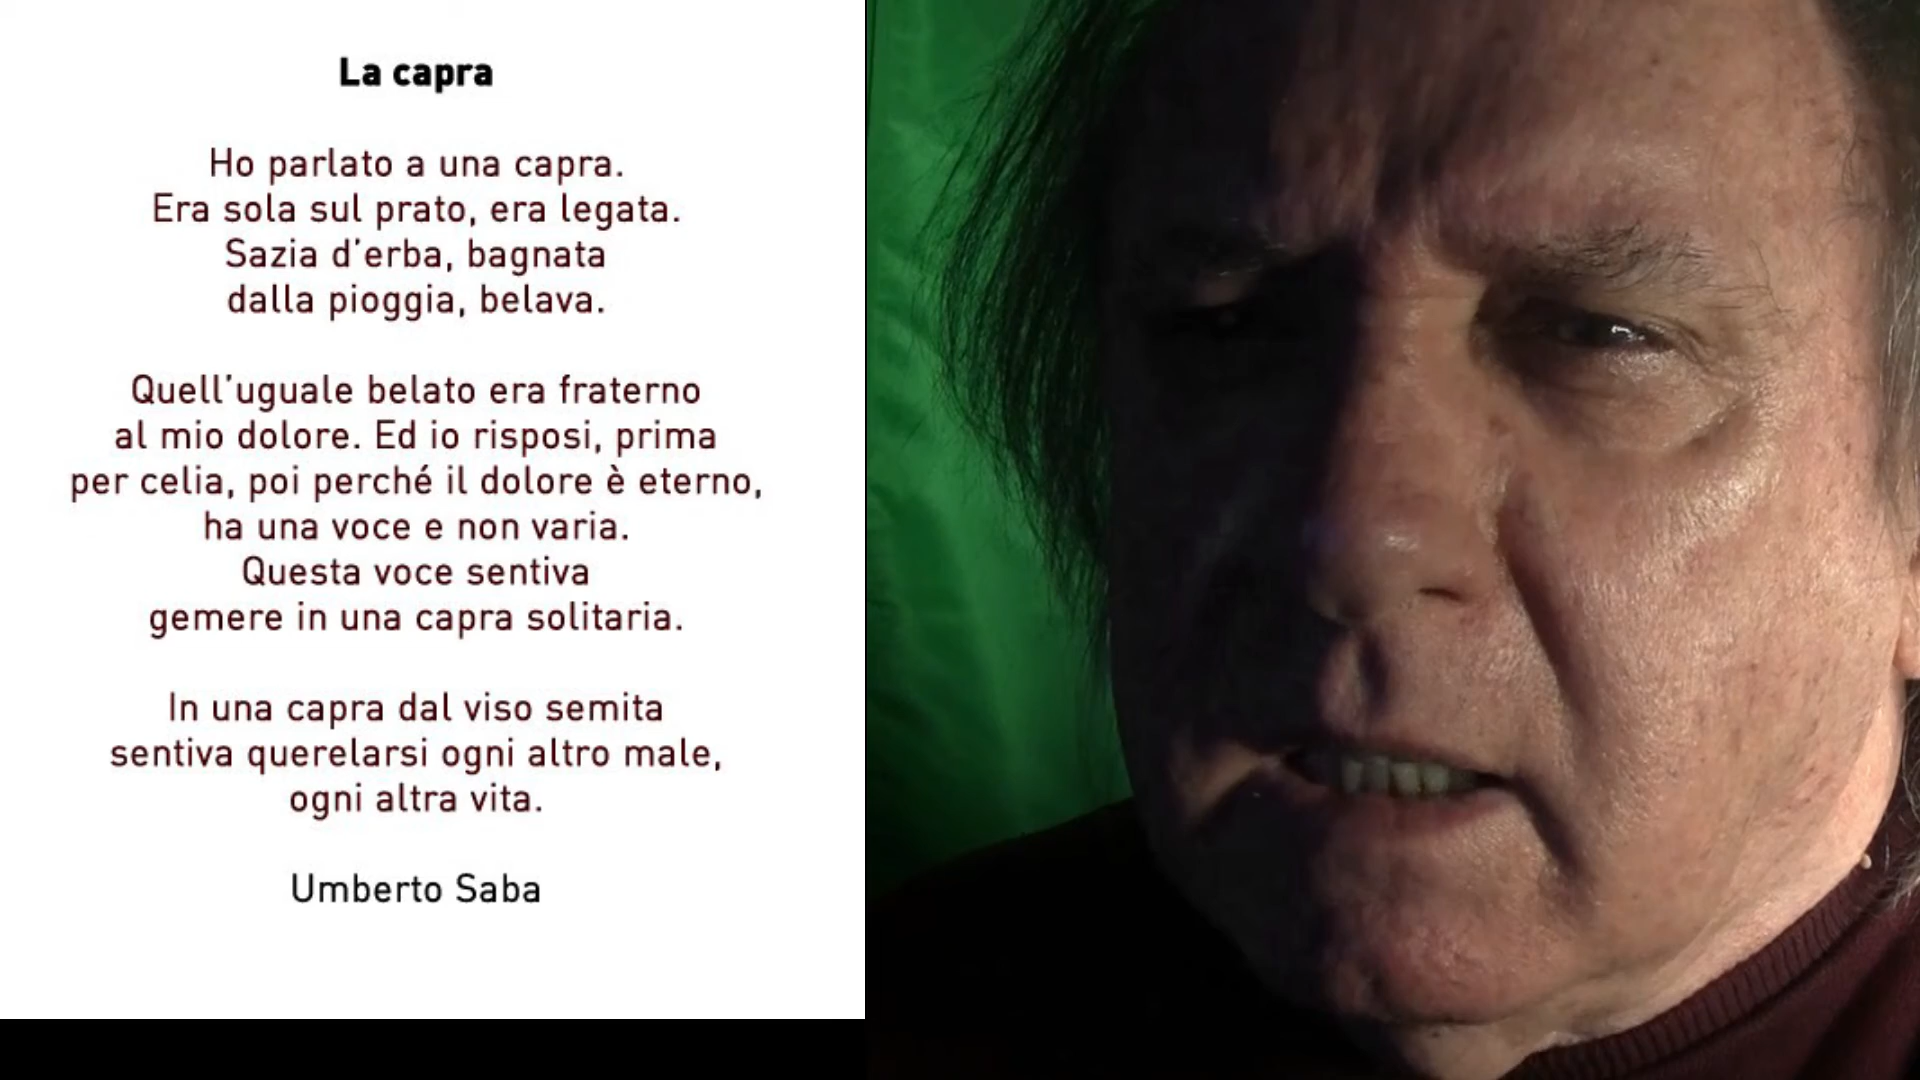 La capra
Ho parlato a una capra.
Era sola sul prato, era legata.
Sazia d'erba, bagnata
dalla pioggia, belava.
Quell'uguale belato era fraterno
al mio dolore. Ed io risposi, prima
per celia, poi perché il dolore è eterno,
ha una voce e non varia.
Questa voce sentiva
gemere in una capra solitaria.
In una capra dal viso semita
sentiva querelarsi ogni altro male,
ogni altra vita.
Umberto Saba